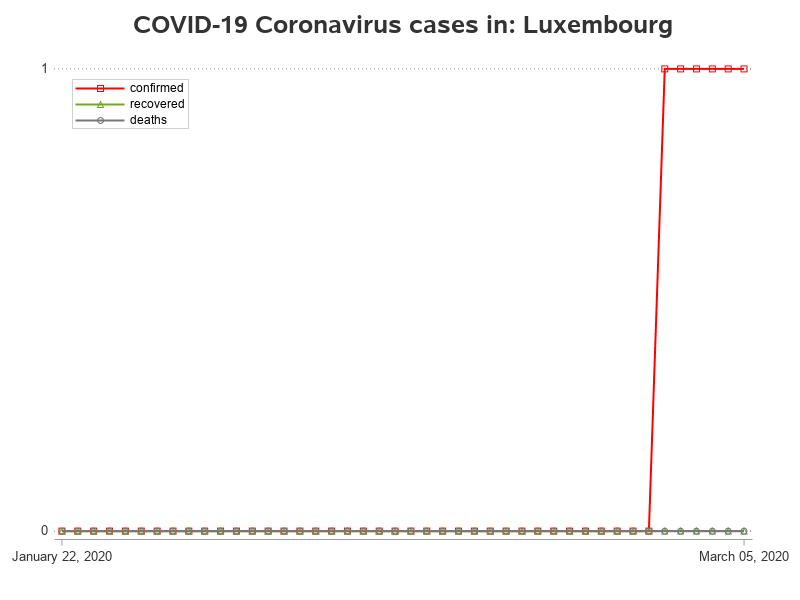 COVID-19 Coronavirus cases in: Luxembourg
1
confirmed
recovered
deaths
0
January 22, 2020
March 05, 2020